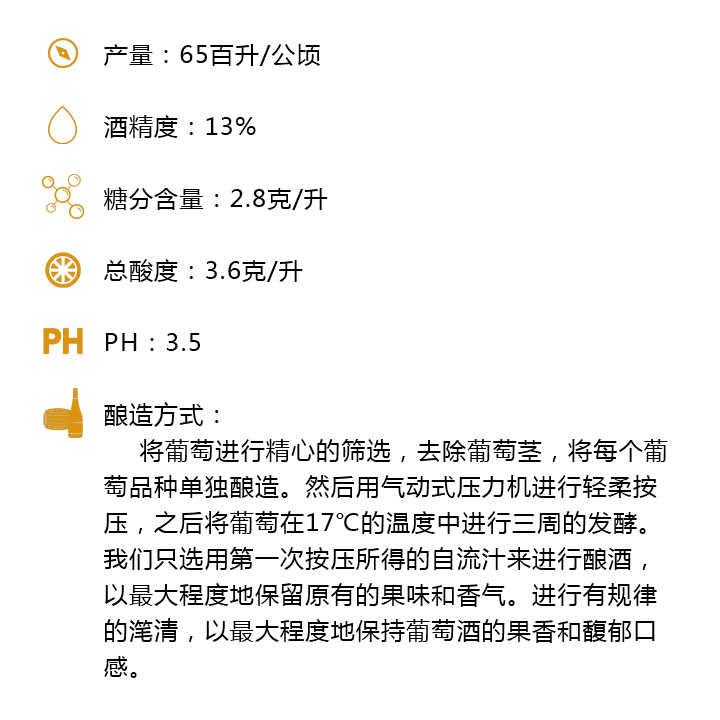 产量：65百升/公顷
酒精度：13%
糖分含量：2.8克/升
总酸度：3.6克/升
PH PH：3.5
酿造方式：
将葡萄进行精心的筛选，去除葡萄茎，将每个葡
萄品种单独酿造。然后用气动式压力机进行轻柔按
压，之后将葡萄在17℃的温度中进行三周的发酵。
我们只选用第一次按压所得的自流汁来进行酿酒，
以最大程度地保留原有的果味和香气。进行有规律
的滗清，以最大程度地保持葡萄酒的果香和馥郁口
感。